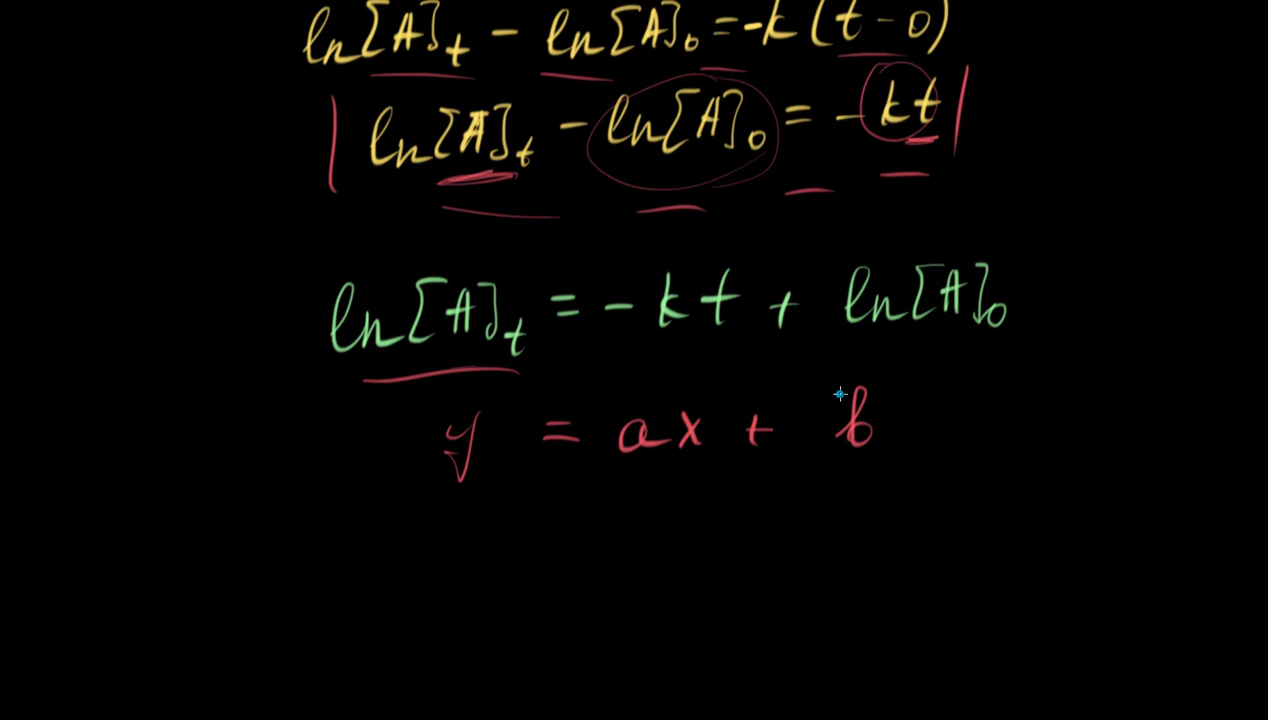 ln[A]ₜ - ln[A]₀ = -k(t - 0)
ln[A]ₜ - ln[A]₀ = -kt
ln[A]ₜ = -kt + ln[A]₀
y = ax + b